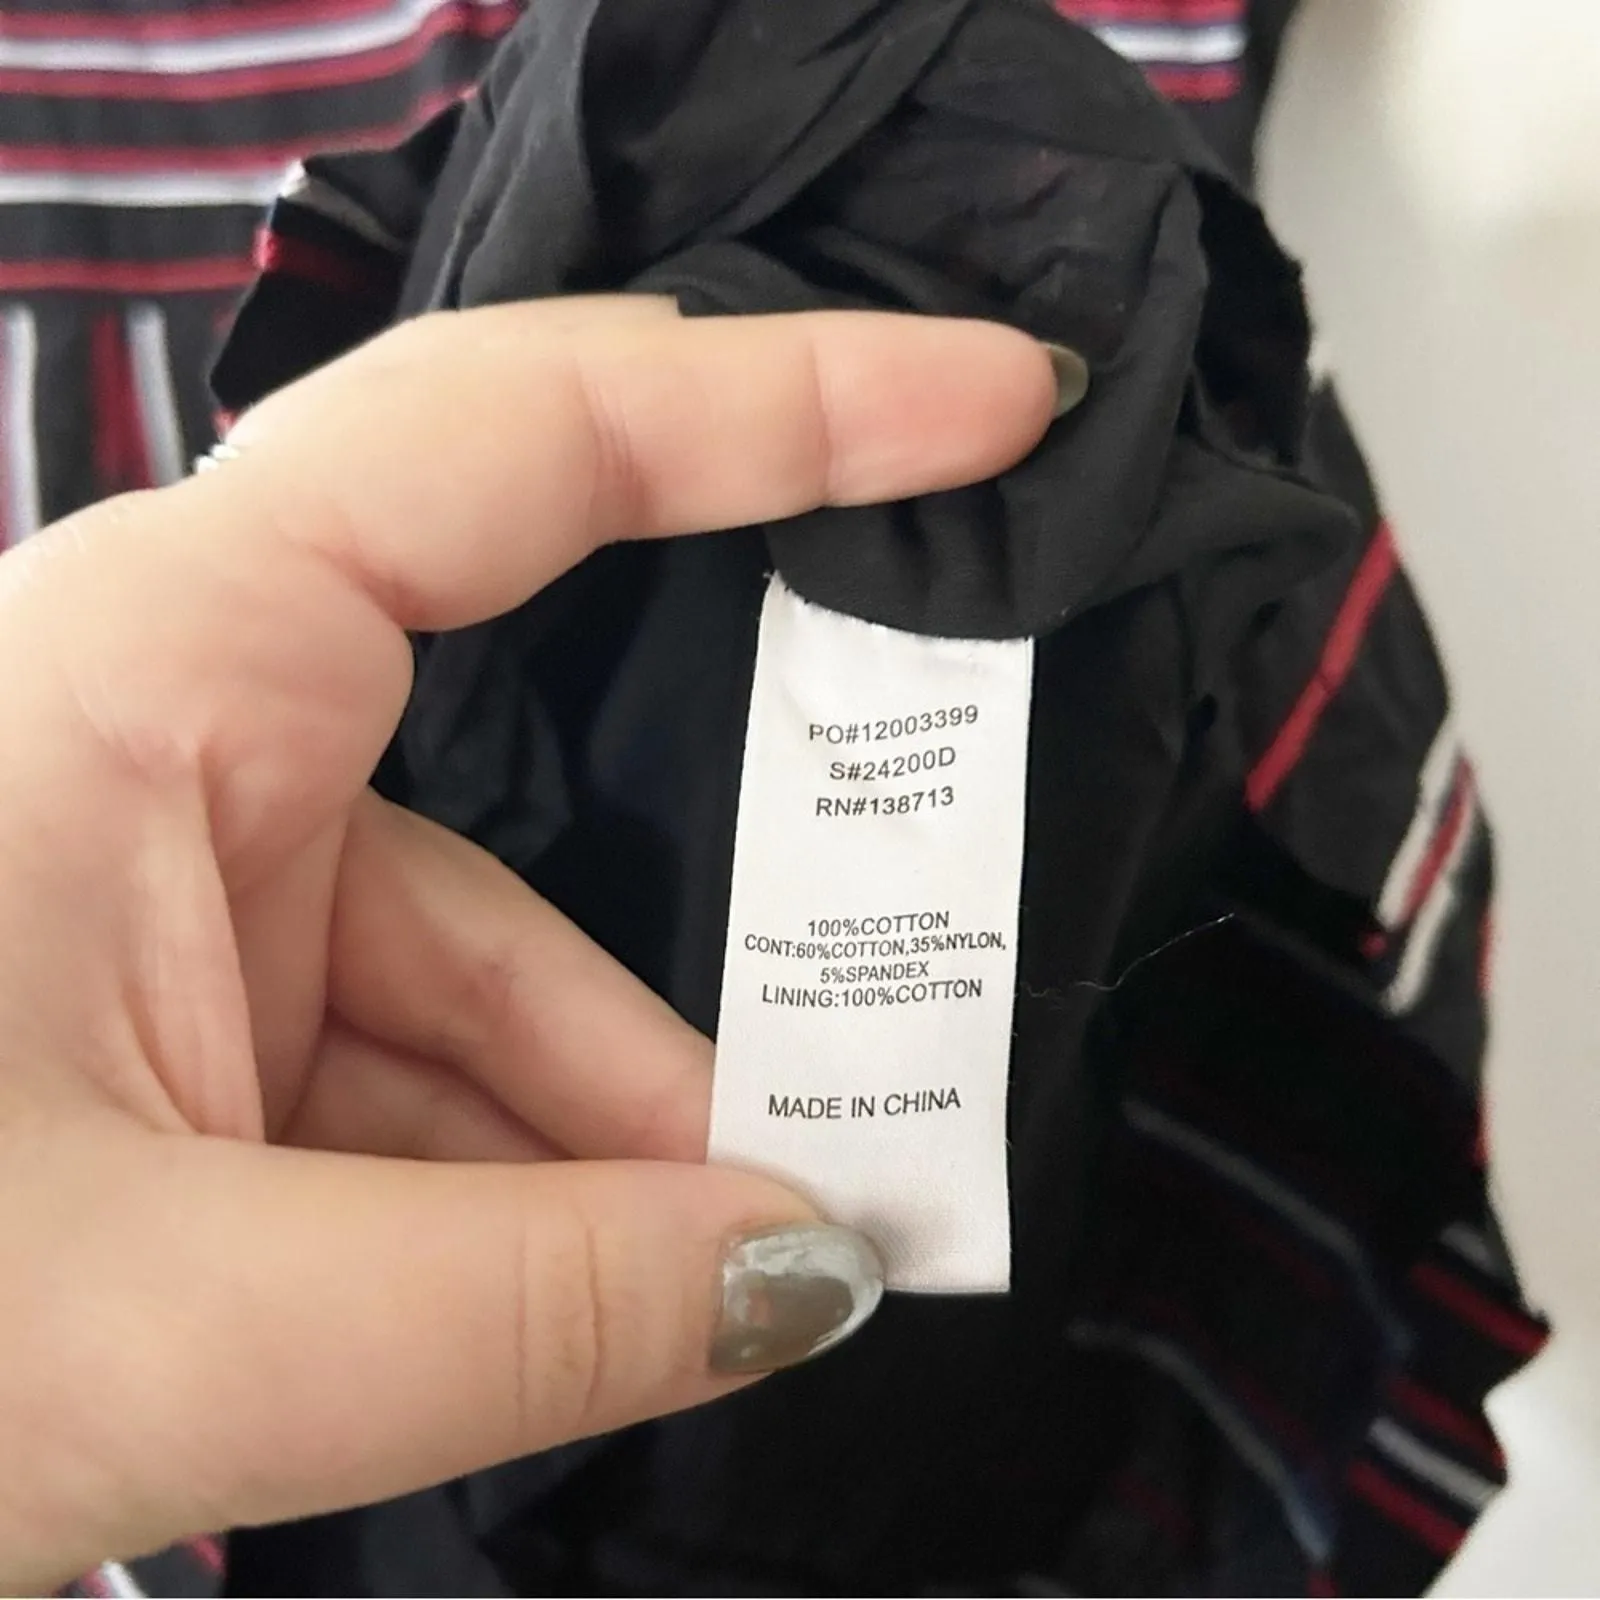 PO#12003399
S#24200D
RN#138713
100%COTTON
CONT:60%COTTON,35%NYLON,
5%SPANDEX
LINING:100%COTTON
MADE IN CHINA